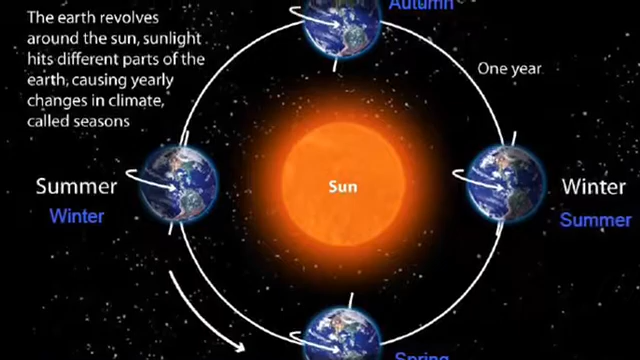 Autumn
The earth revolves
around the sun, sunlight
hits different parts of the
earth, causing yearly
changes in climate,
called seasons
One year
Summer
Winter
Sun
Winter
Summer
Spring